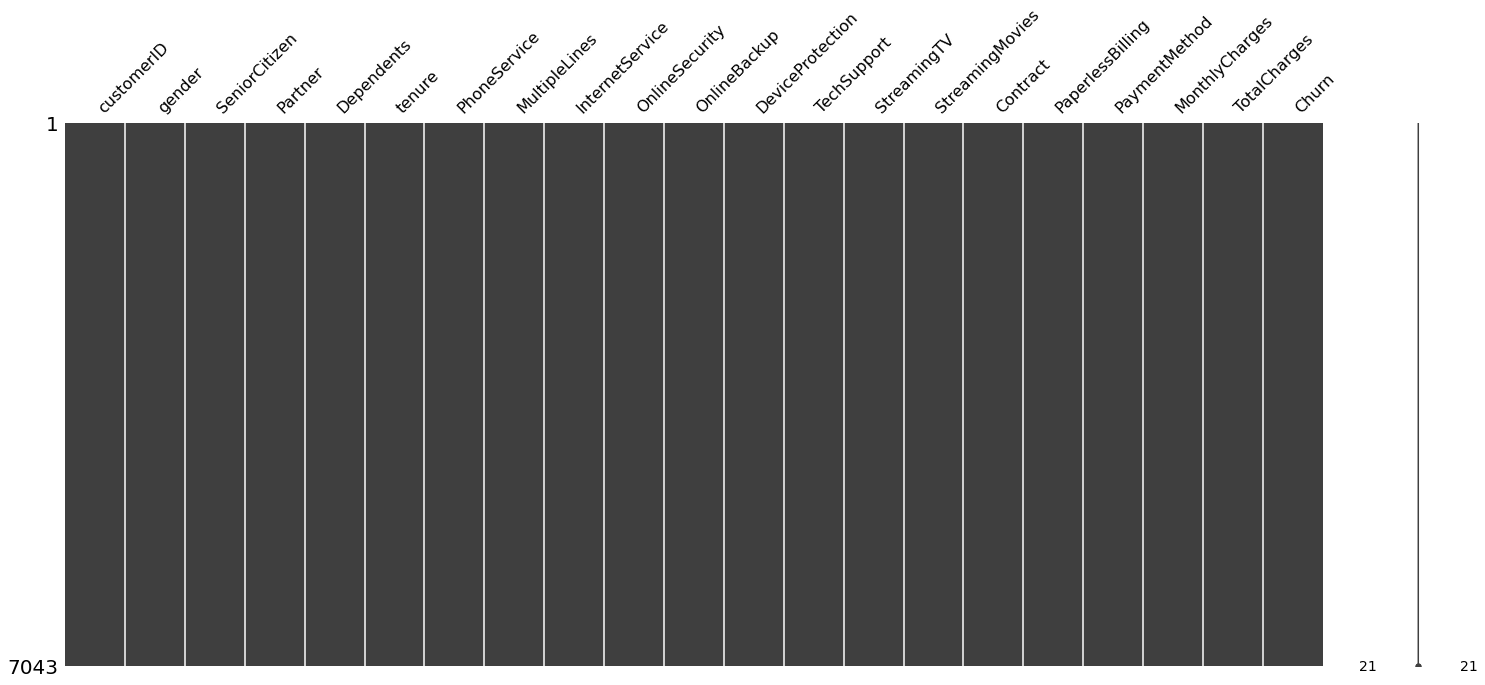 customerID
gender
SeniorCitizen
Partner
Dependents
tenure
PhoneService
MultipleLines
InternetService
OnlineSecurity
OnlineBackup
DeviceProtection
TechSupport
StreamingTV
StreamingMovies
Contract
PaperlessBilling
PaymentMethod
MonthlyCharges
TotalCharges
Churn
1
7043
21
21